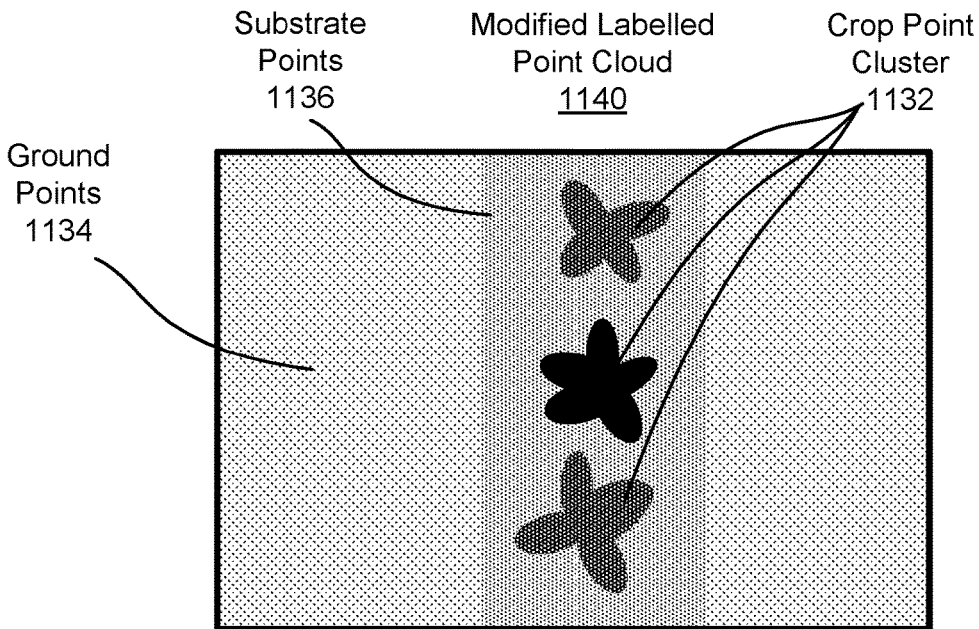 Substrate
Points
1136
Modified Labelled
Point Cloud
1140
Crop Point
Cluster
1132
Ground
Points
1134